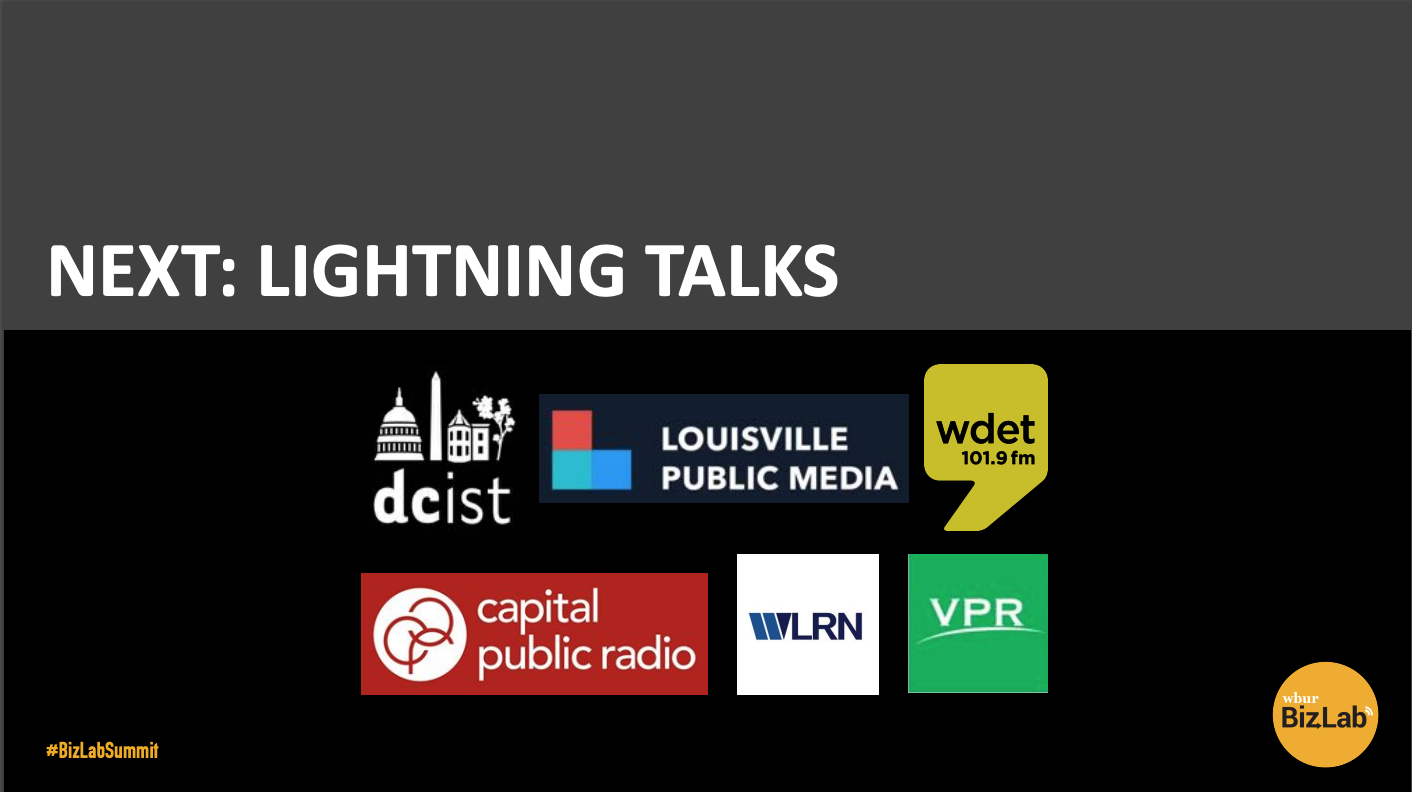 NEXT: LIGHTNING TALKS
dcist
LOUISVILLE
PUBLIC MEDIA
wdet
101.9 fm
capital
public radio
WLRN
VPR
#BizLabSummit
wbur
BizLab